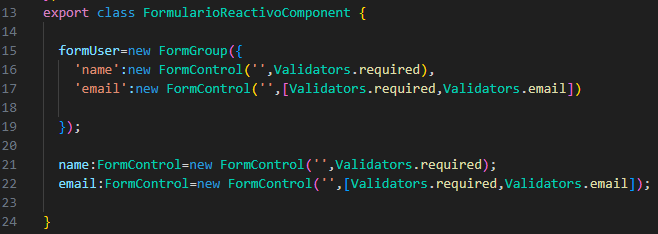 13 export class FormularioReactivoComponent {
14
15 formUser=new FormGroup({
16 'name':new FormControl('',Validators.required),
17 'email':new FormControl('',[Validators.required,Validators.email])
18
19 });
20
21 name:FormControl=new FormControl('',Validators.required);
22 email:FormControl=new FormControl('',[Validators.required,Validators.email]);
23
24 }